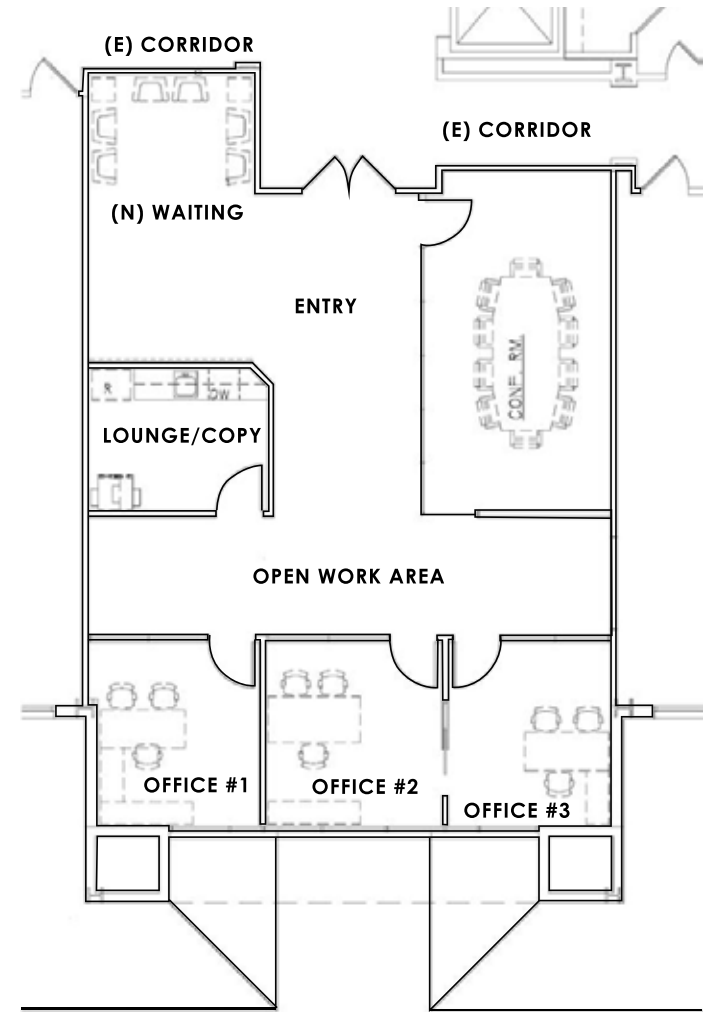 (E) CORRIDOR
(E) CORRIDOR
(N) WAITING
ENTRY
CONF. RM.
R
DW
LOUNGE/COPY
OPEN WORK AREA
OFFICE #1
OFFICE #2
OFFICE #3